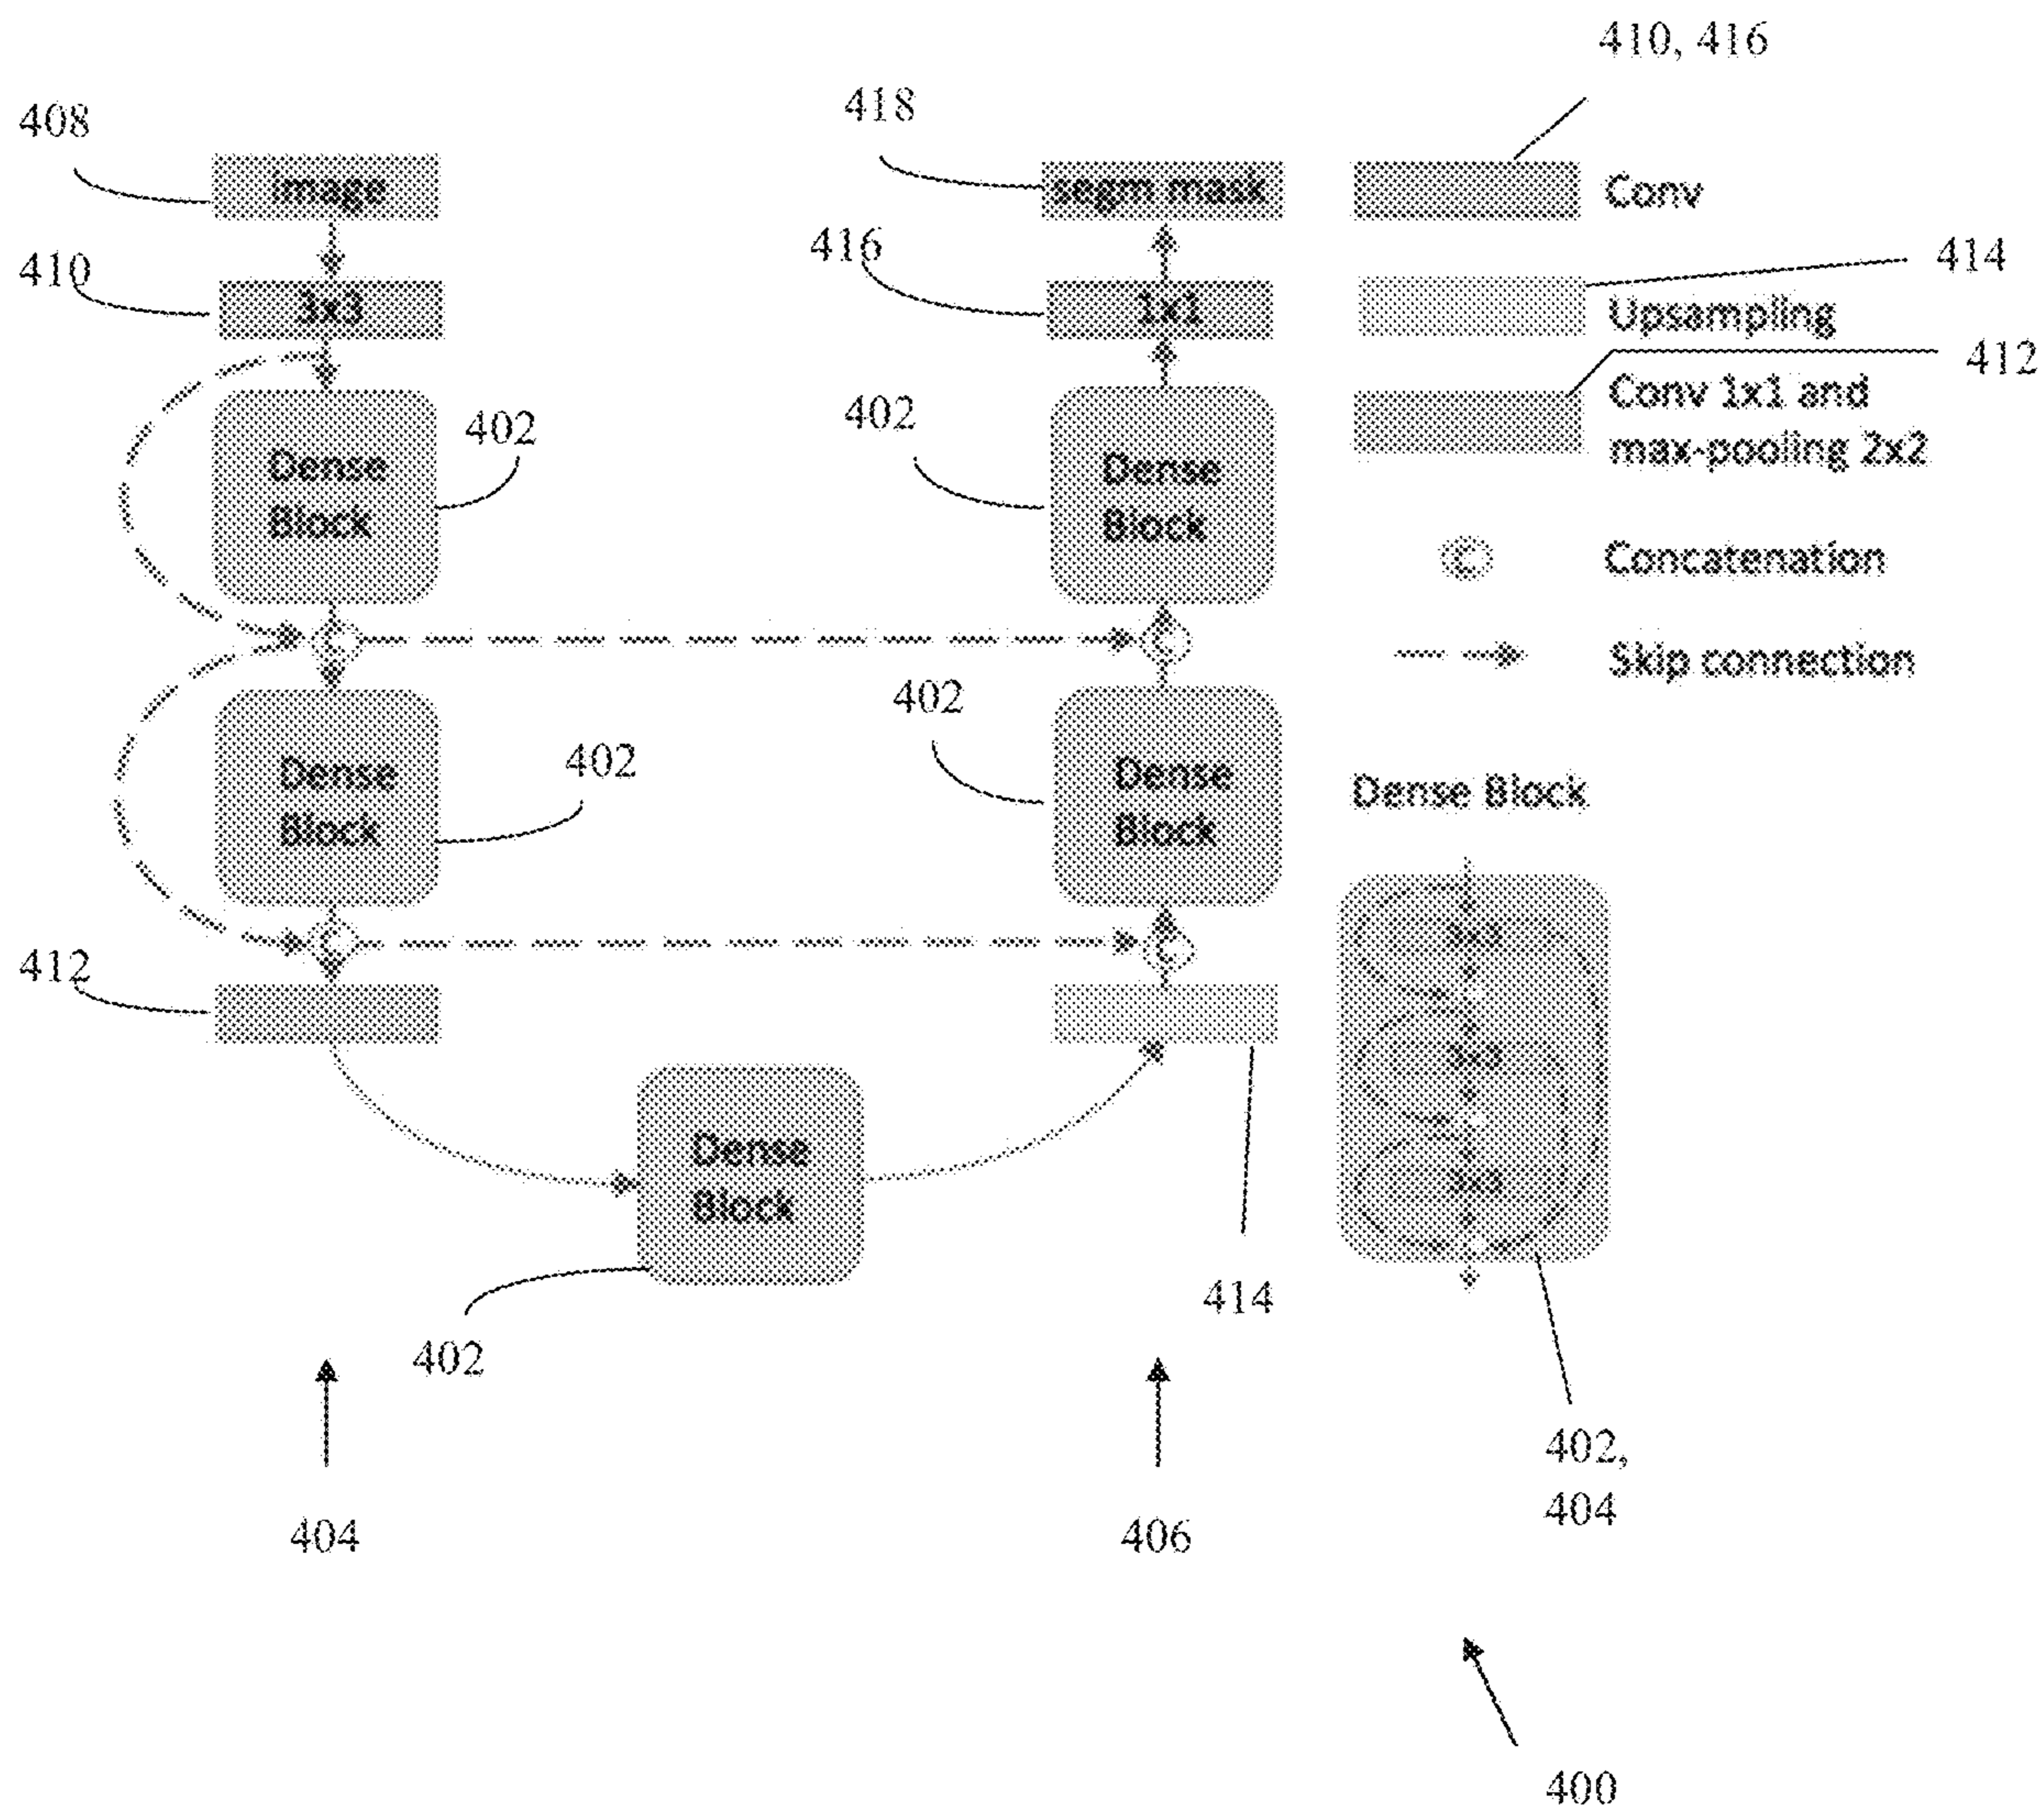 410, 416
408
418
image
segm mask
Conv
410
416
414
3x3
1x1
Upsampling
412
Conv 1x1 and
max-pooling 2x2
402
402
Dense
Block
Dense
Block
C
Concatenation
C
C
Skip connection
402
402
Dense
Block
Dense
Block
Dense Block
C
C
3x3
412
3x3
Dense
Block
3x3
414
402
402,
404
404
406
400